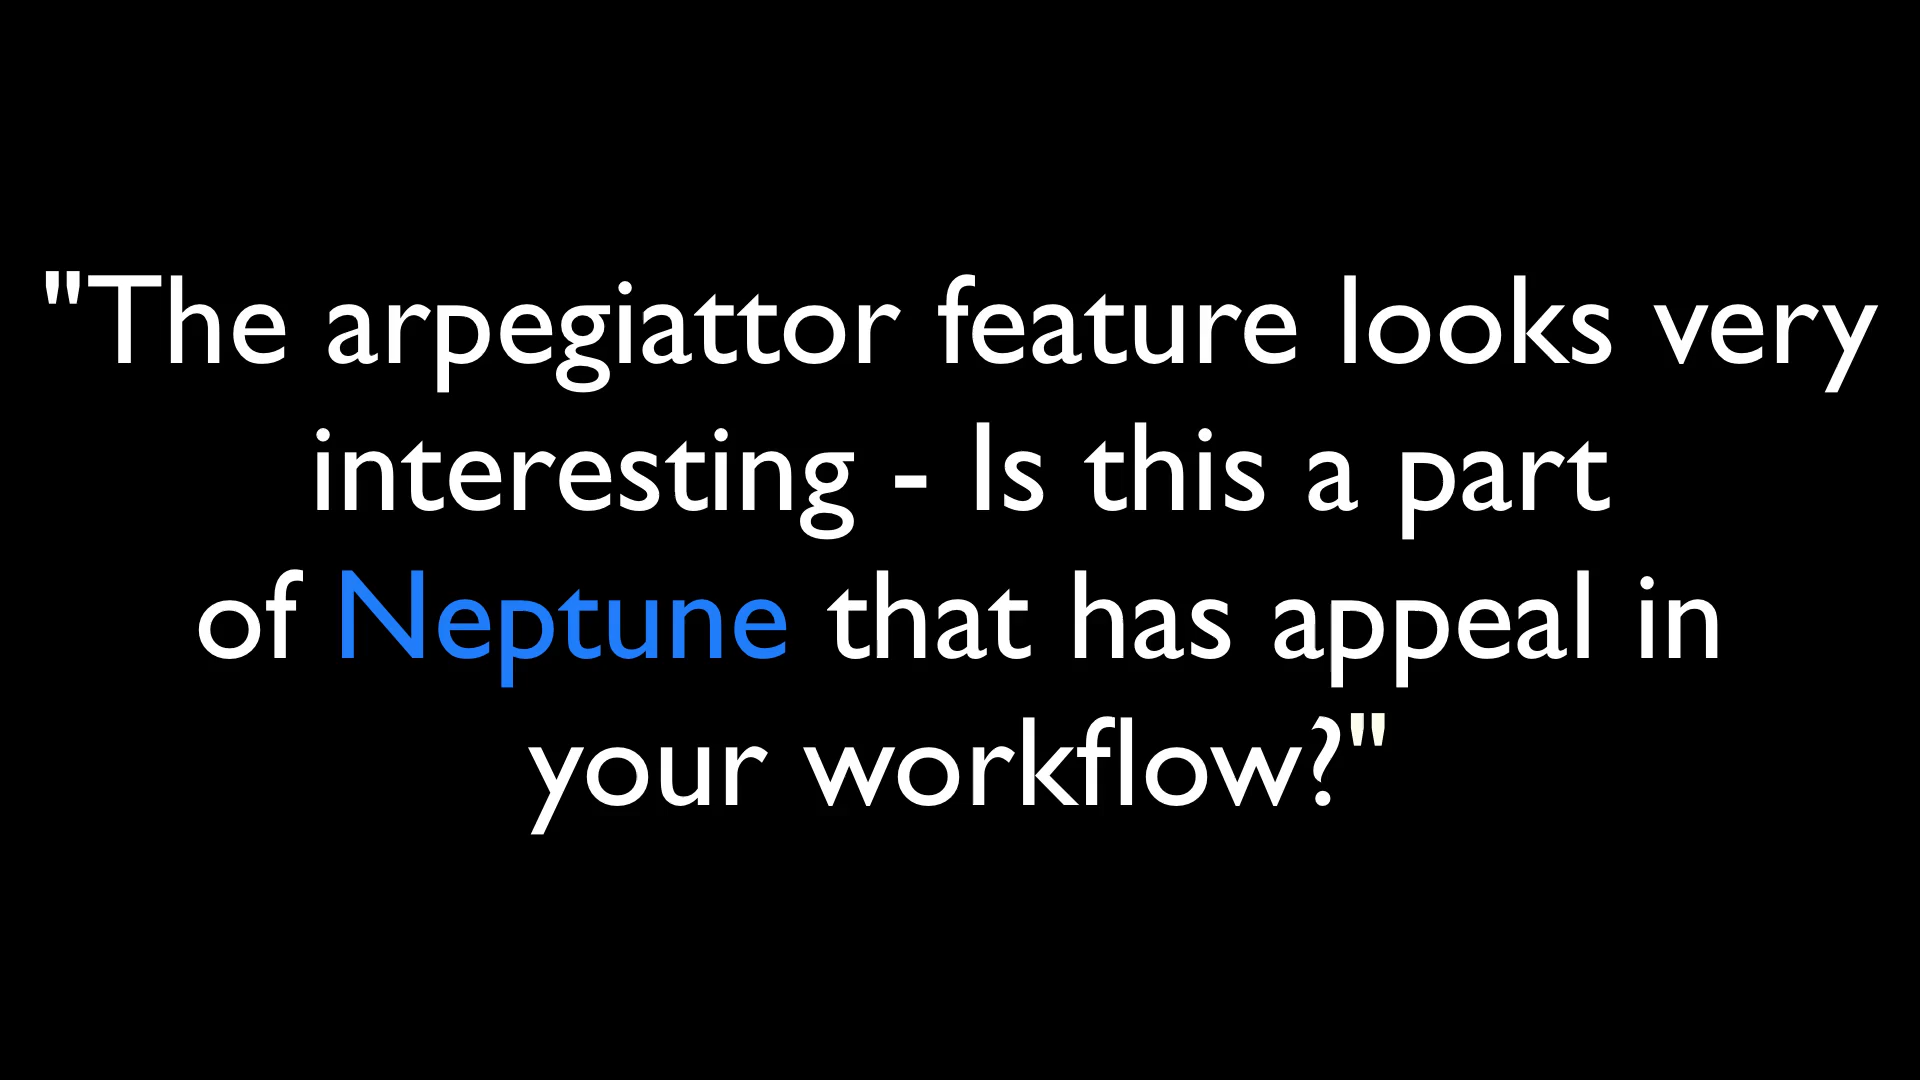 "The arpegiattor feature looks very
interesting - Is this a part
of Neptune that has appeal in
your workflow?"